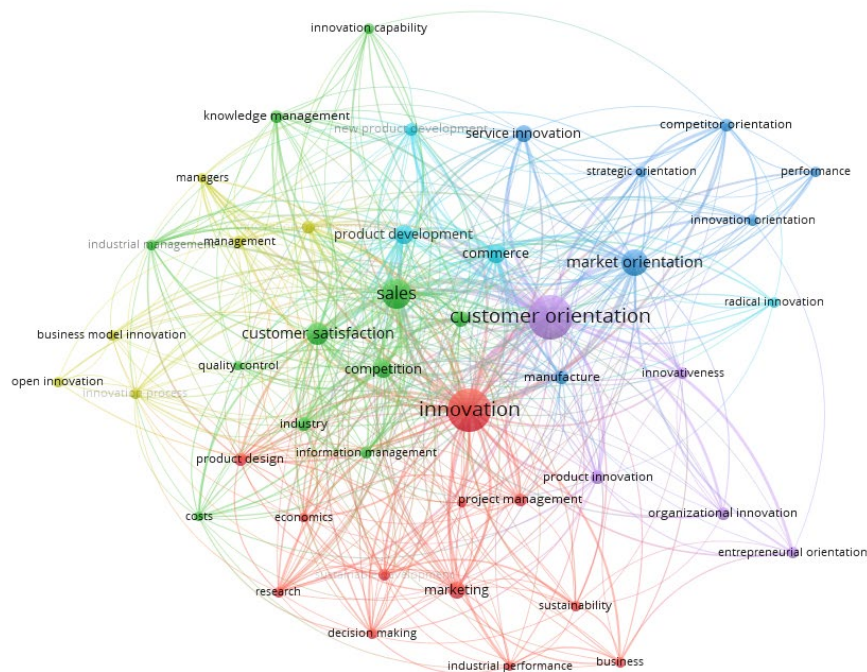 innovation capability
knowledge management
new product development
service innovation
competitor orientation
managers
strategic orientation
performance
industrial management
management
product development
commerce
innovation orientation
market orientation
sales
radical innovation
customer orientation
business model innovation
customer satisfaction
open innovation
quality control
competition
manufacture
innovativeness
innovation process
innovation
industry
product design
information management
product innovation
costs
economics
project management
organizational innovation
entrepreneurial orientation
research
marketing
sustainability
decision making
industrial performance
business